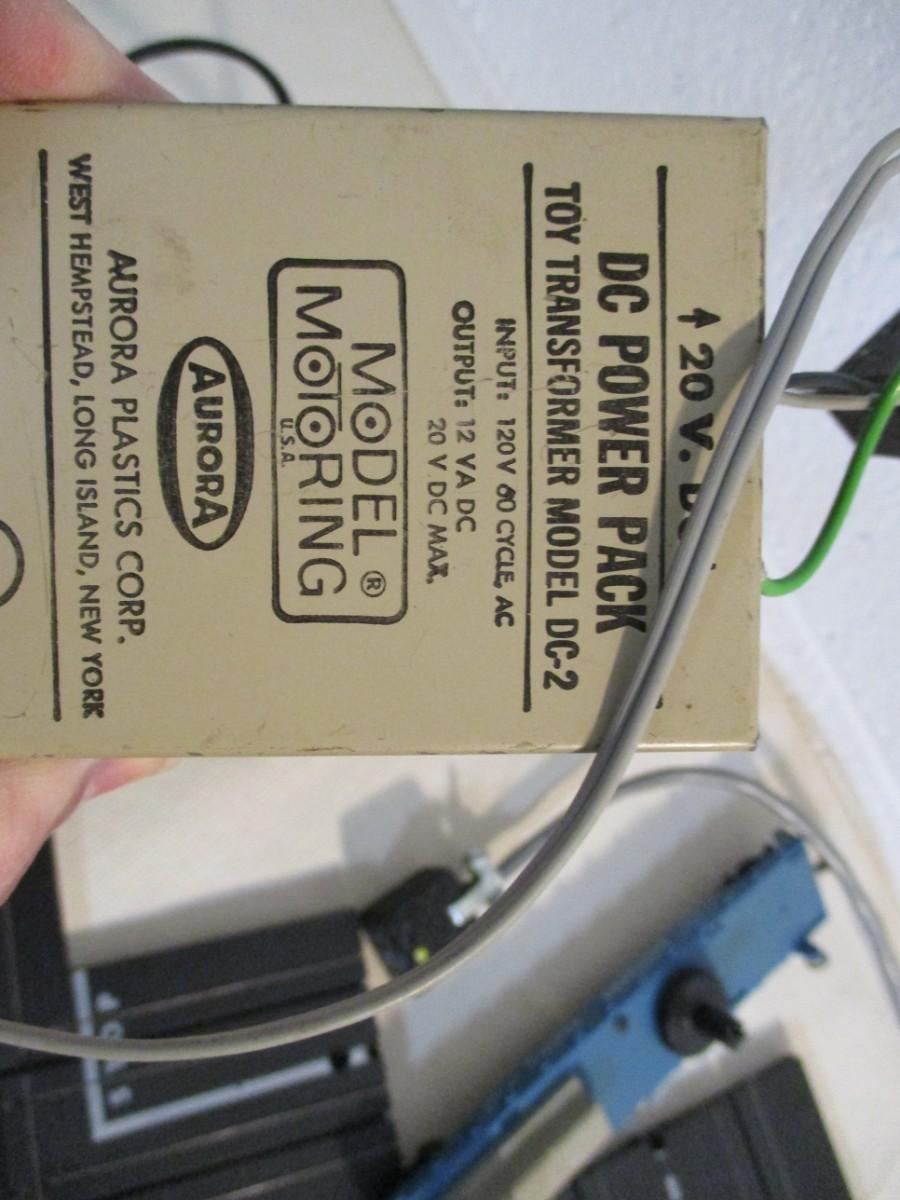 ↑ 20 V.
DC POWER PACK
TOY TRANSFORMER MODEL DC-2
INPUT: 120V 60 CYCLE, AC
OUTPUT: 12 VA DC
20 V DC MAX.
MODEL ®
MOTORING
U.S.A.
AURORA
AURORA PLASTICS CORP.
WEST HEMPSTEAD, LONG ISLAND, NEW YORK